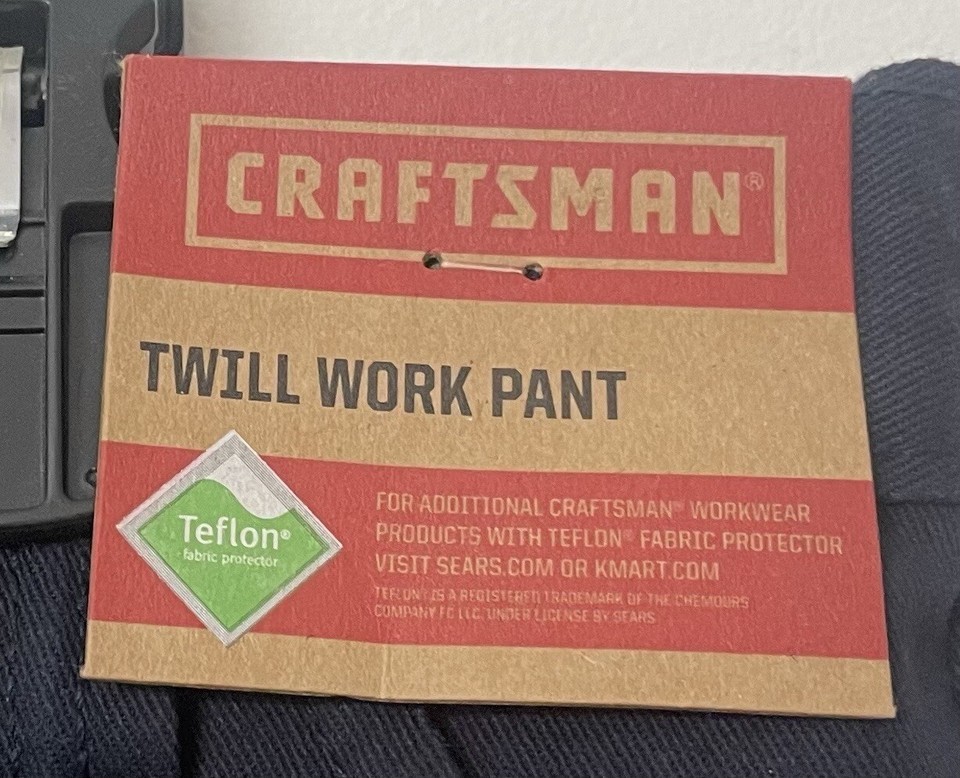 CRAFTSMAN®
TWILL WORK PANT
Teflon®
fabric protector
FOR ADDITIONAL CRAFTSMAN® WORKWEAR
PRODUCTS WITH TEFLON® FABRIC PROTECTOR
VISIT SEARS.COM OR KMART.COM
TEFLON® IS A REGISTERED TRADEMARK OF THE CHEMOURS
COMPANY FC LLC. UNDER LICENSE BY SEARS